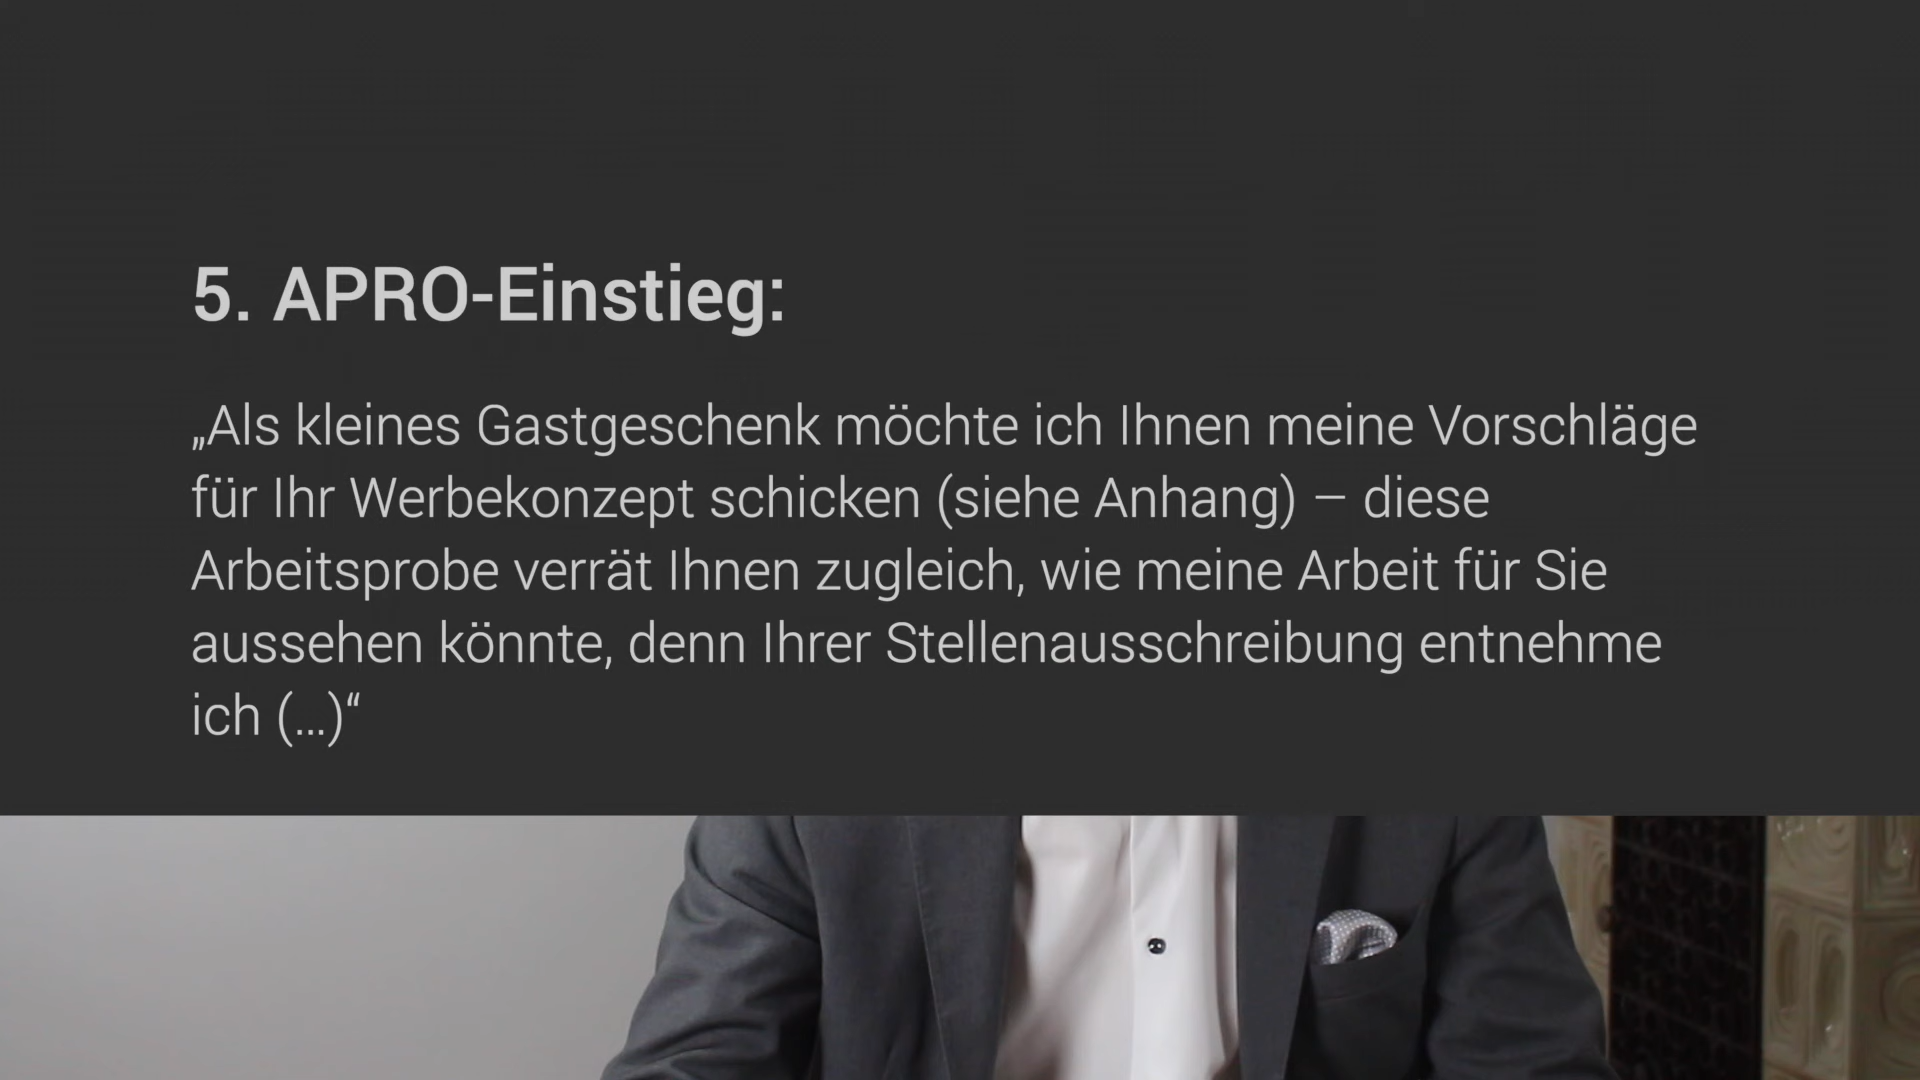 5. APRO-Einstieg:
„Als kleines Gastgeschenk möchte ich Ihnen meine Vorschläge
für Ihr Werbekonzept schicken (siehe Anhang) – diese
Arbeitsprobe verrät Ihnen zugleich, wie meine Arbeit für Sie
aussehen könnte, denn Ihrer Stellenausschreibung entnehme
ich (...)“